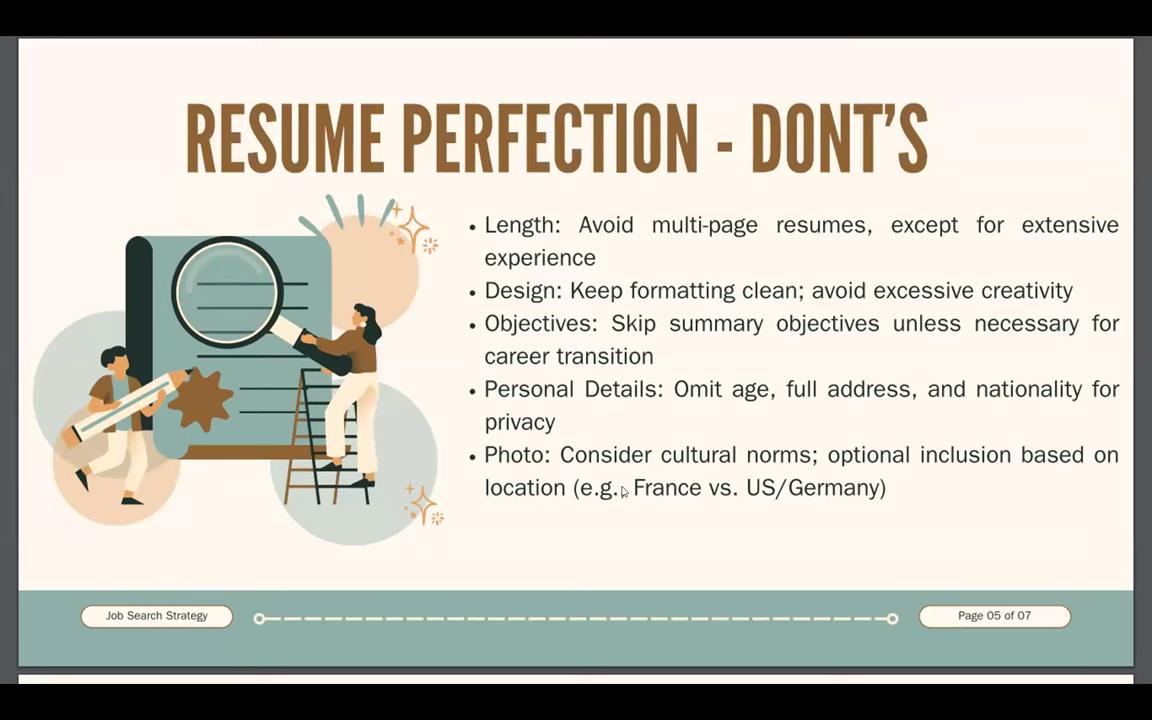 RESUME PERFECTION - DONT'S
• Length: Avoid multi-page resumes, except for extensive
experience
• Design: Keep formatting clean; avoid excessive creativity
• Objectives: Skip summary objectives unless necessary for
career transition
• Personal Details: Omit age, full address, and nationality for
privacy
• Photo: Consider cultural norms; optional inclusion based on
location (e.g., France vs. US/Germany)
Job Search Strategy
Page 05 of 07